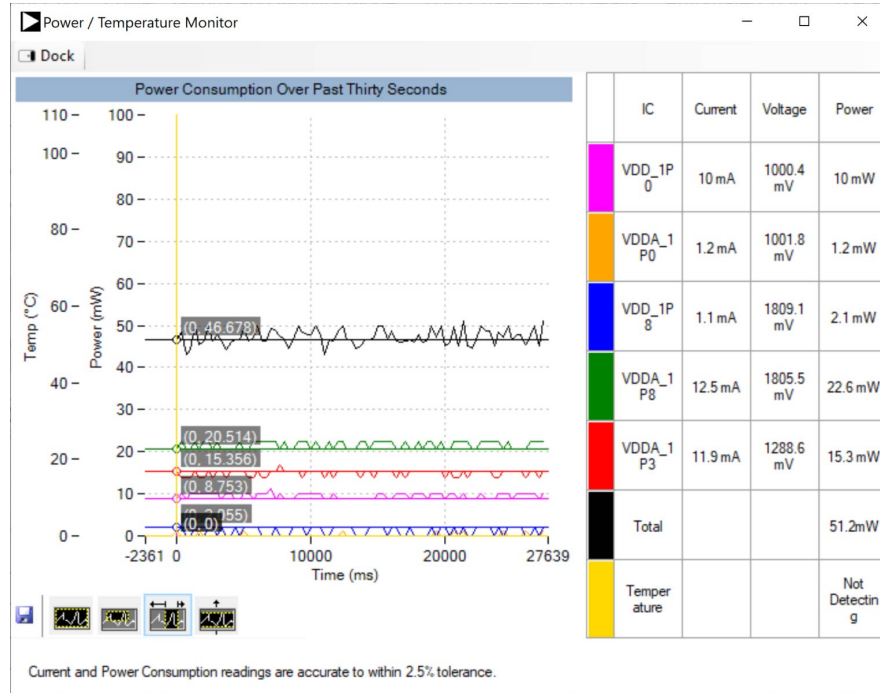 Power / Temperature Monitor
Dock
Power Consumption Over Past Thirty Seconds
110
100
80
60
40
20
0
Temp (°C)
100
90
80
70
60
50
40
30
20
10
0
Power (mW)
(0, 46.678)
(0, 20.514)
(0, 15.356)
(0, 8.753)
(0, 0)
-2361 0 10000 20000 27639
Time (ms)
IC Current Voltage Power
VDD_1P
0
10 mA
1000.4
mV
10 mW
VDDA_1
P0
1.2 mA
1001.8
mV
1.2 mW
VDD_1P
8
1.1 mA
1809.1
mV
2.1 mW
VDDA_1
P8
12.5 mA
1805.5
mV
22.6 mW
VDDA_1
P3
11.9 mA
1288.6
mV
15.3 mW
Total 51.2mW
Temper
ature
Not
Detectin
g
Current and Power Consumption readings are accurate to within 2.5% tolerance.